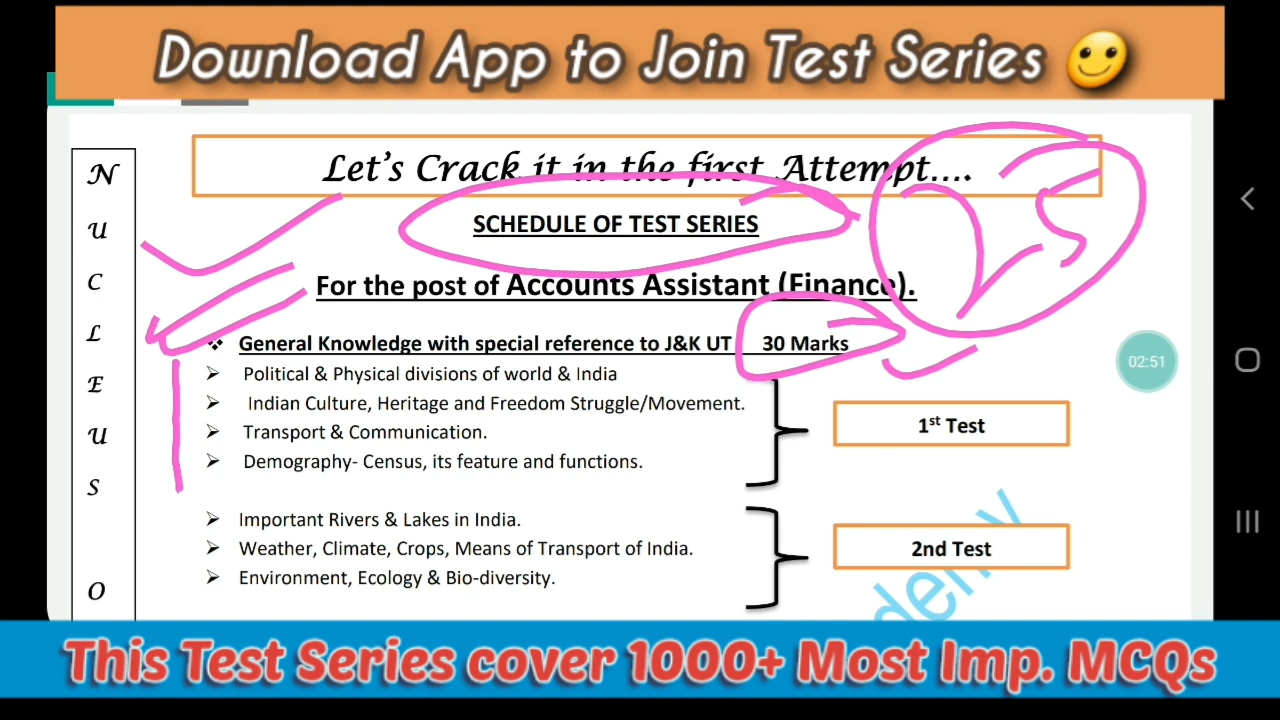 Download App to Join Test Series
Let's Crack it in the first Attempt....
SCHEDULE OF TEST SERIES
For the post of Accounts Assistant (Finance).
❖ General Knowledge with special reference to J&K UT 30 Marks
➢ Political & Physical divisions of world & India
➢ Indian Culture, Heritage and Freedom Struggle/Movement.
➢ Transport & Communication.
➢ Demography- Census, its feature and functions.
1st Test
➢ Important Rivers & Lakes in India.
➢ Weather, Climate, Crops, Means of Transport of India.
➢ Environment, Ecology & Bio-diversity.
2nd Test
N
U
C
L
E
U
S
O
25
02:51
demy
This Test Series cover 1000+ Most Imp. MCQs